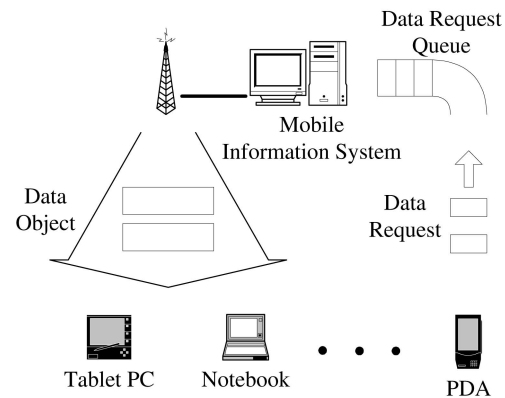 Data Request
Queue
Mobile
Information System
Data
Object
Data
Request
Tablet PC
Notebook
PDA